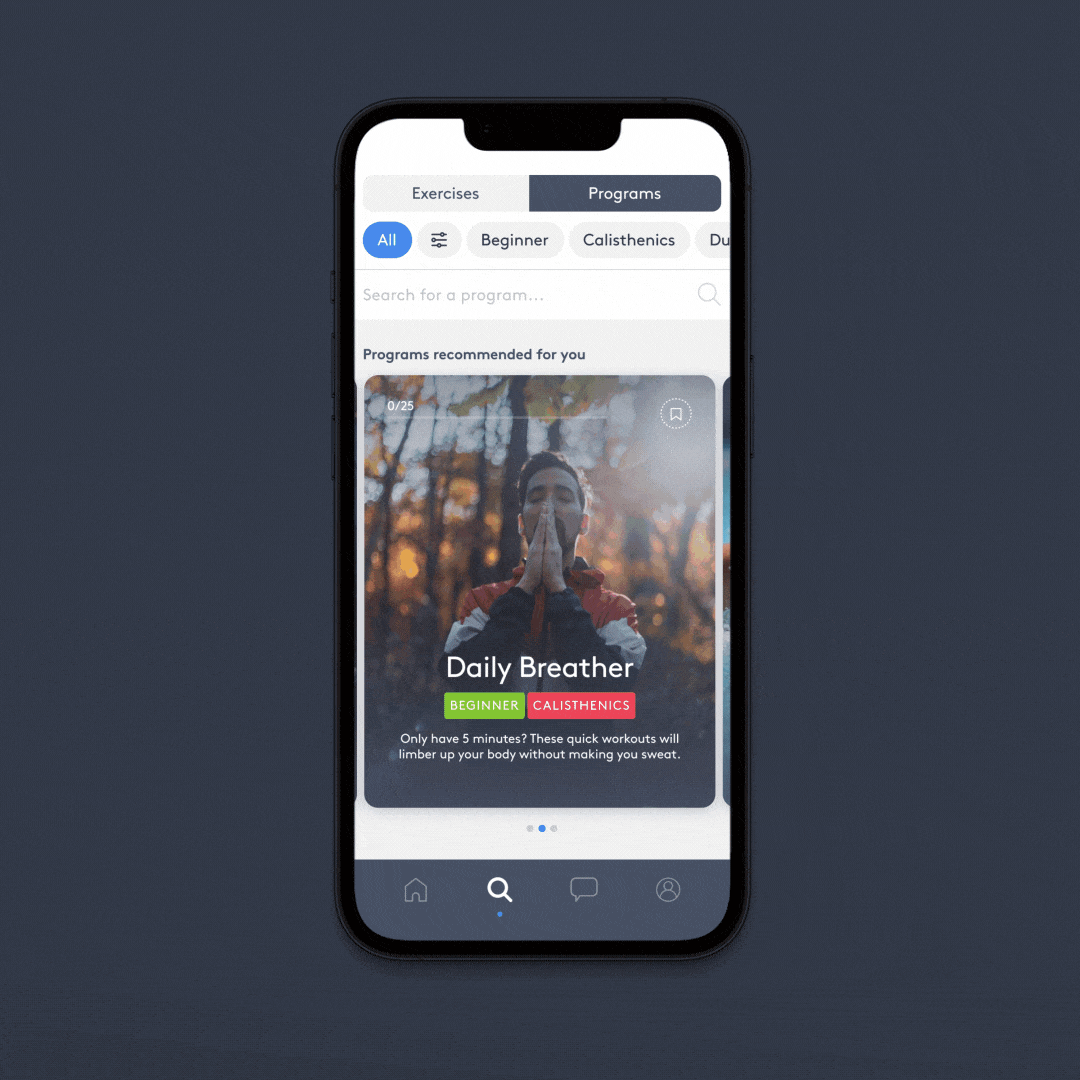 Exercises Programs
All Beginner Calisthenics Du
Search for a program...
Programs recommended for you
0/25
Daily Breather
BEGINNER CALISTHENICS
Only have 5 minutes? These quick workouts will
limber up your body without making you sweat.